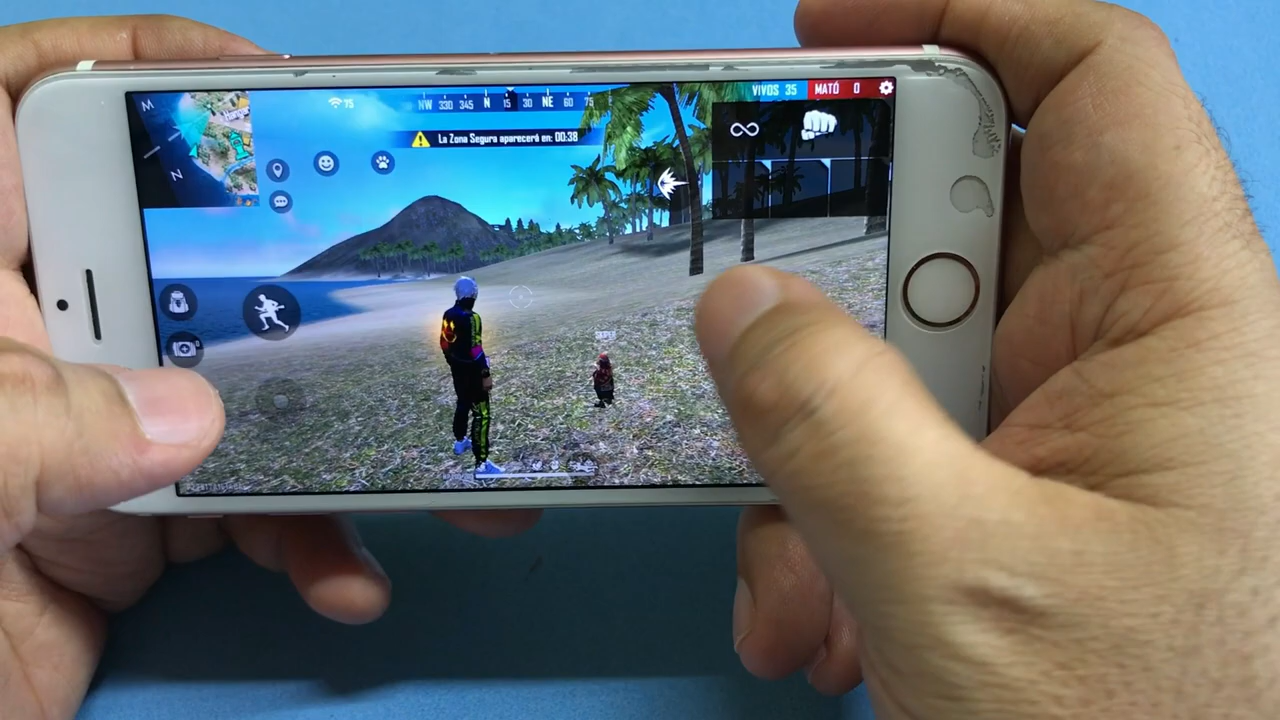 M
N
75
NW 330 345 N 15 30 NE 60 75
VIVOS 35
MATÓ 0
La Zona Segura aparecerá en: 00:38